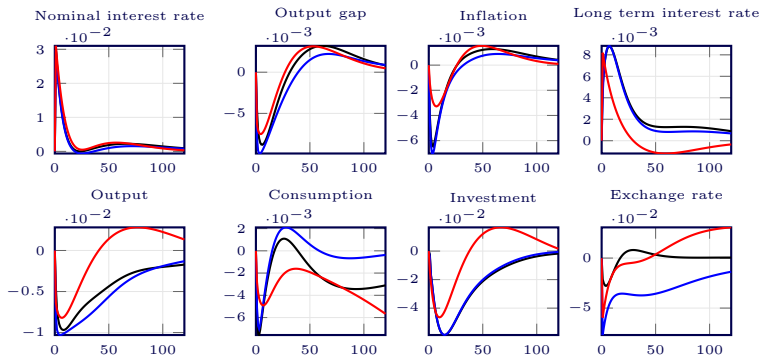 Nominal interest rate
·10⁻²
3
2
1
0
0 50 100
Output gap
·10⁻³
0
−5
0 50 100
Inflation
·10⁻³
0
−2
−4
−6
0 50 100
Long term interest rate
·10⁻³
8
6
4
2
0
0 50 100
Output
·10⁻²
0
−0.5
−1
0 50 100
Consumption
·10⁻³
2
0
−2
−4
−6
0 50 100
Investment
·10⁻²
0
−2
−4
0 50 100
Exchange rate
·10⁻²
0
−5
0 50 100